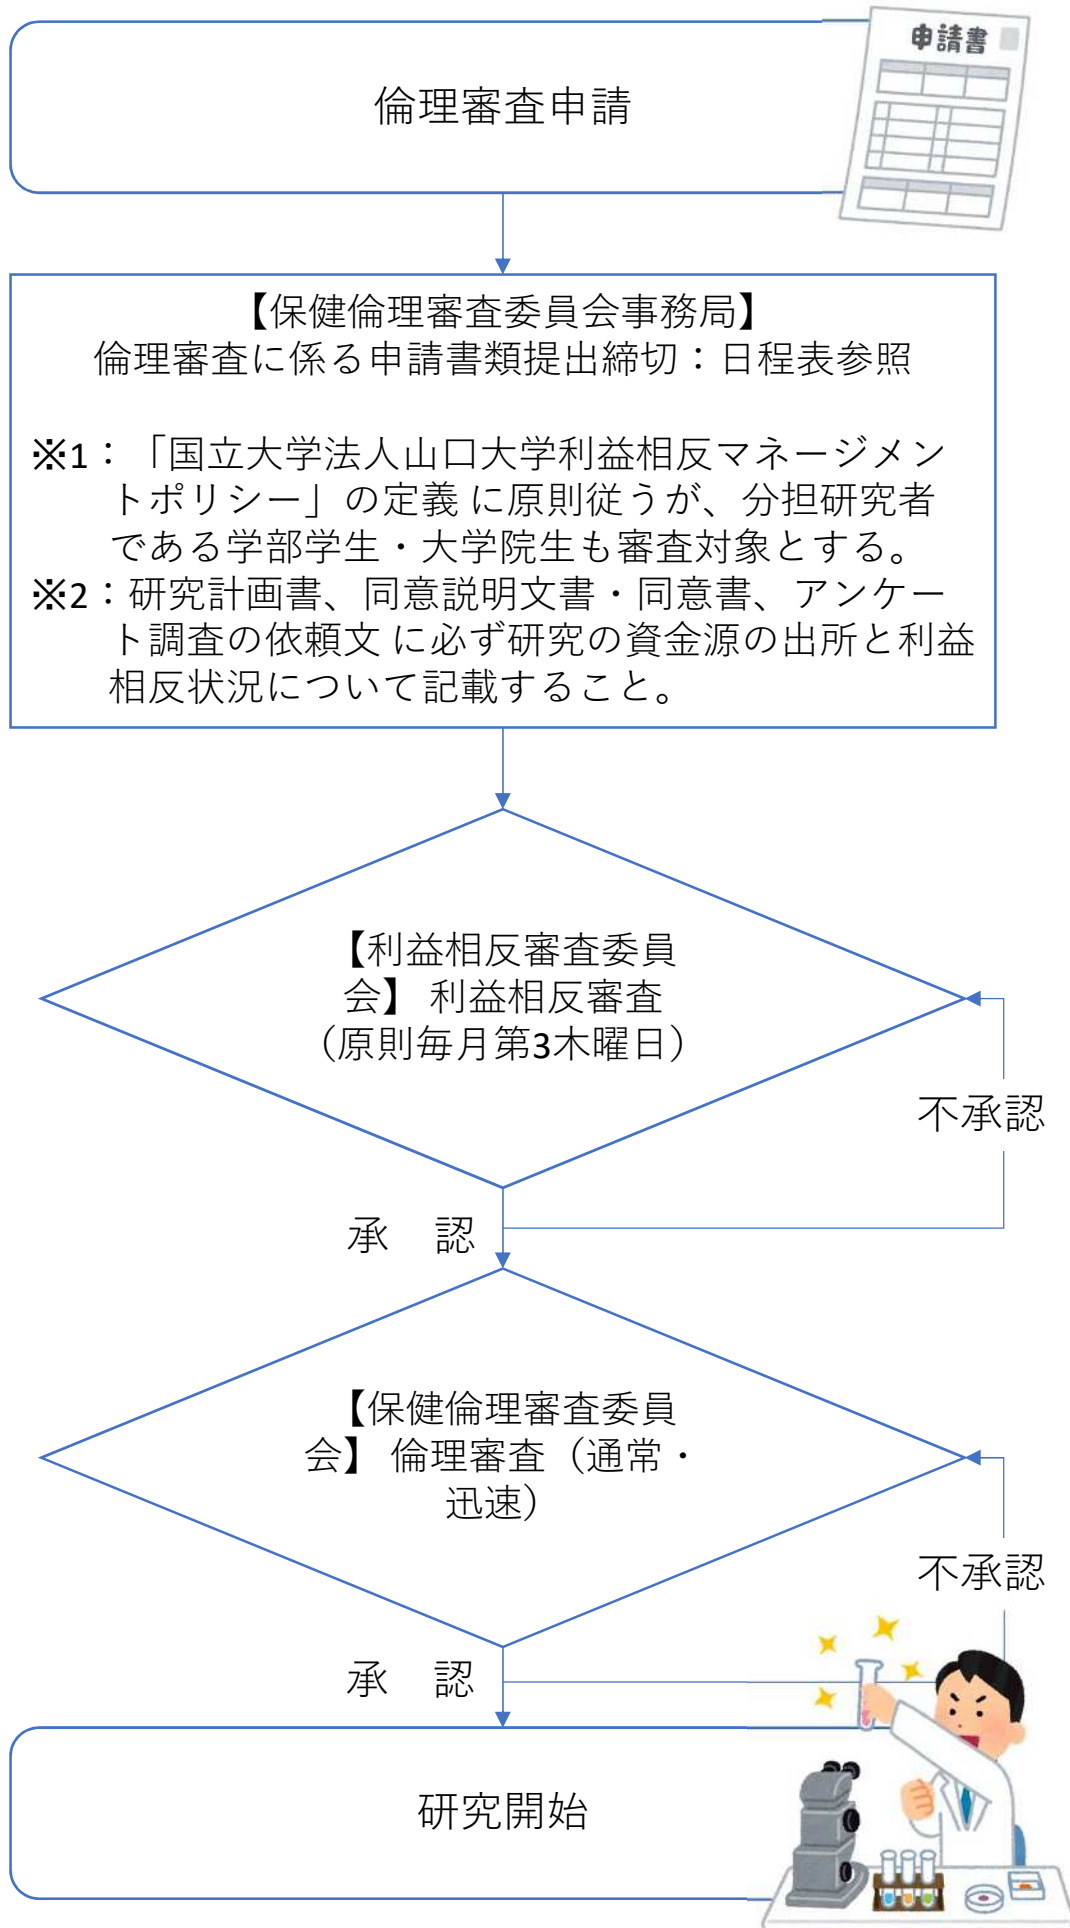 申請書
倫理審査申請
【保健倫理審査委員会事務局】
倫理審査に係る申請書類提出締切：日程表参照
※1：「国立大学法人山口大学利益相反マネージメン
トポリシー」の定義 に原則従うが、分担研究者
である学部学生・大学院生も審査対象とする。
※2：研究計画書、同意説明文書・同意書、アンケー
ト調査の依頼文 に必ず研究の資金源の出所と利益
相反状況について記載すること。
【利益相反審査委員
会】 利益相反審査
（原則毎月第3木曜日）
不承認
承　認
【保健倫理審査委員
会】 倫理審査（通常・
迅速）
不承認
承　認
研究開始